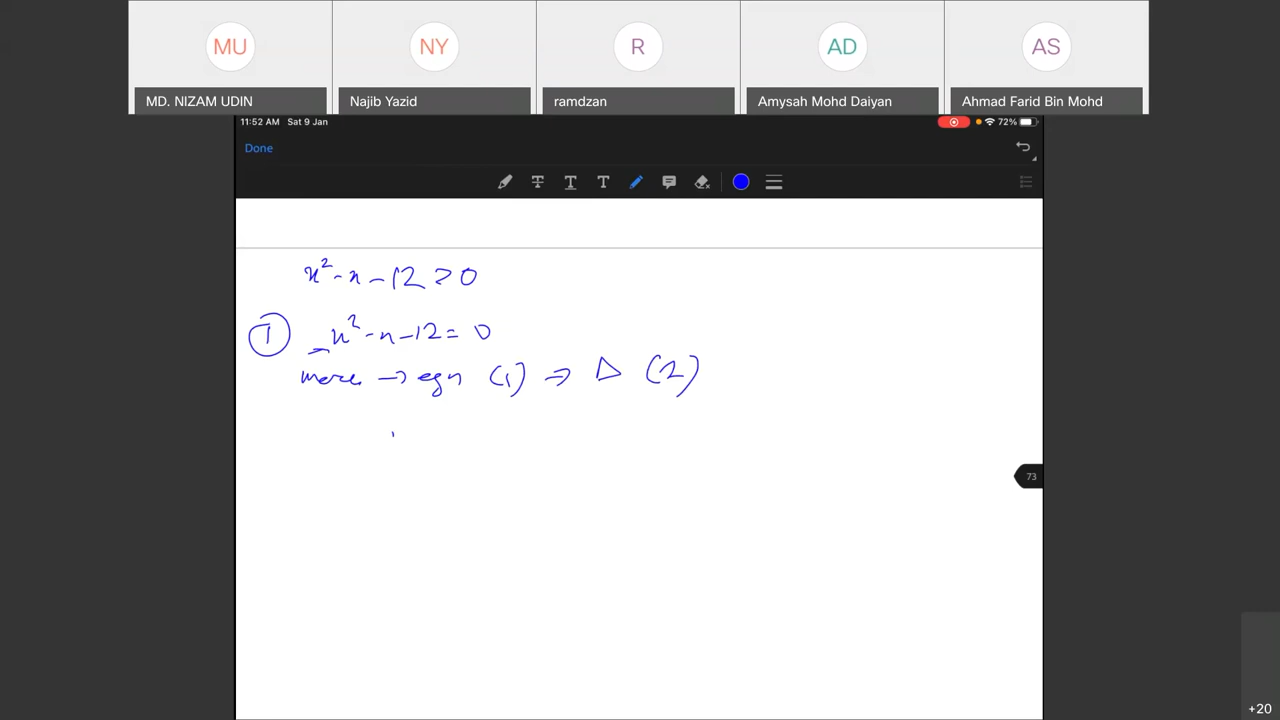 MU NY R AD AS
MD. NIZAM UDIN Najib Yazid ramdzan Amysah Mohd Daiyan Ahmad Farid Bin Mohd
11:52 AM Sat 9 Jan 72%
Done
T T T
x² - x - 12 > 0
① x² - x - 12 = 0
more → eqn (1) ⇒ △ (2)
73
+20